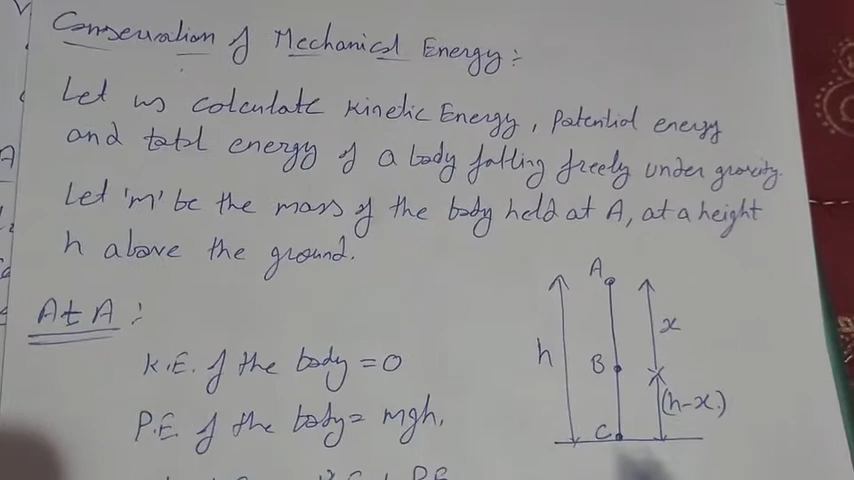 Conservation of Mechanical Energy:
Let us calculate Kinetic Energy, Potential energy
and total energy of a body falling freely under gravity.
Let 'm' be the mass of the body held at A, at a height
h above the ground.
At A:
K.E. of the body = 0
P.E. of the body = mgh.
A
x
h
B
(h-x)
C